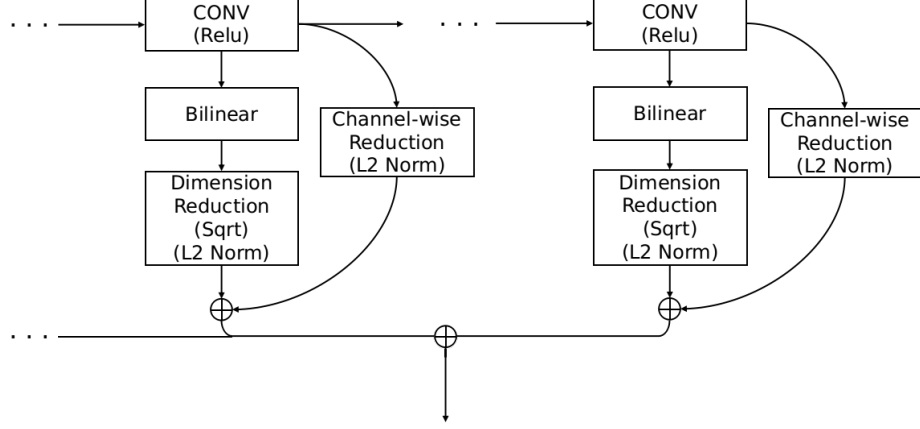 . . .
CONV
(Relu)
. . .
CONV
(Relu)
Bilinear
Channel-wise
Reduction
(L2 Norm)
Bilinear
Channel-wise
Reduction
(L2 Norm)
Dimension
Reduction
(Sqrt)
(L2 Norm)
Dimension
Reduction
(Sqrt)
(L2 Norm)
. . .